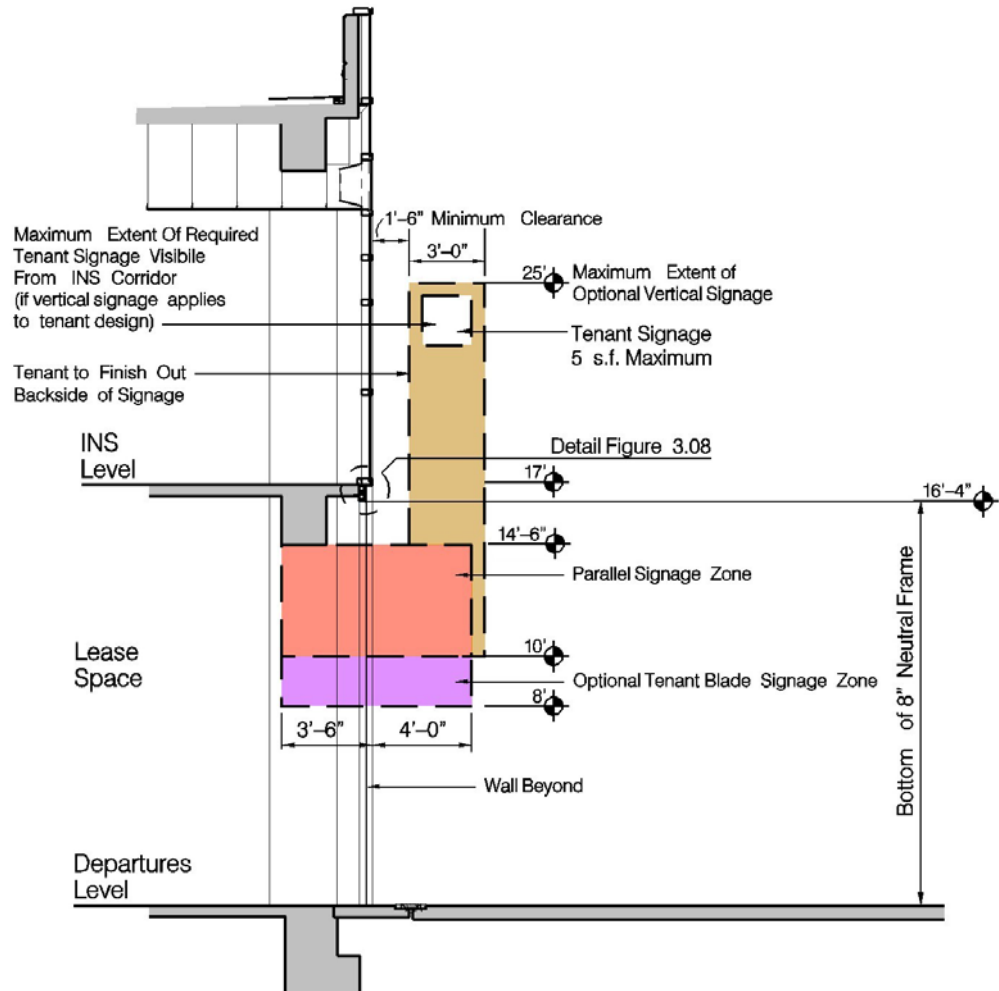 1'-6" Minimum Clearance
Maximum Extent Of Required
Tenant Signage Visibile
From INS Corridor
(if vertical signage applies
to tenant design)
3'-0"
25'
Maximum Extent of
Optional Vertical Signage
Tenant Signage
5 s.f. Maximum
Tenant to Finish Out
Backside of Signage
INS
Level
Detail Figure 3.08
17'
16'-4"
14'-6"
Parallel Signage Zone
Bottom of 8" Neutral Frame
Lease
Space
10'
Optional Tenant Blade Signage Zone
8'
3'-6"
4'-0"
Wall Beyond
Departures
Level